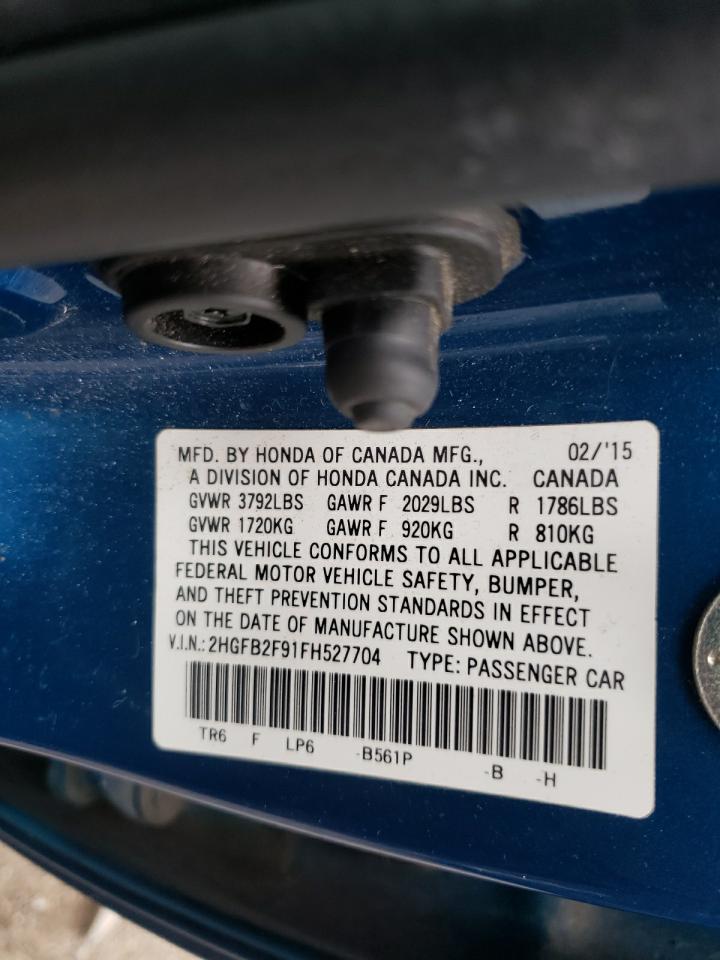 MFD. BY HONDA OF CANADA MFG., 02/'15
A DIVISION OF HONDA CANADA INC. CANADA
GVWR 3792LBS GAWR F 2029LBS R 1786LBS
GVWR 1720KG GAWR F 920KG R 810KG
THIS VEHICLE CONFORMS TO ALL APPLICABLE
FEDERAL MOTOR VEHICLE SAFETY, BUMPER,
AND THEFT PREVENTION STANDARDS IN EFFECT
ON THE DATE OF MANUFACTURE SHOWN ABOVE.
V.I.N.: 2HGFB2F91FH527704 TYPE: PASSENGER CAR
TR6 F LP6 -B561P -B -H